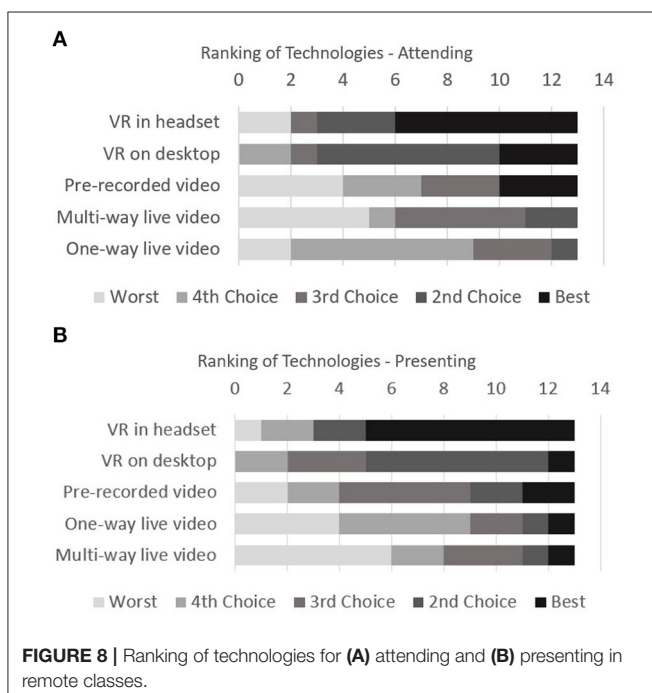 A
Ranking of Technologies - Attending
0 2 4 6 8 10 12 14
VR in headset
VR on desktop
Pre-recorded video
Multi-way live video
One-way live video
Worst 4th Choice 3rd Choice 2nd Choice Best
B
Ranking of Technologies - Presenting
0 2 4 6 8 10 12 14
VR in headset
VR on desktop
Pre-recorded video
One-way live video
Multi-way live video
Worst 4th Choice 3rd Choice 2nd Choice Best
FIGURE 8 | Ranking of technologies for (A) attending and (B) presenting in
remote classes.